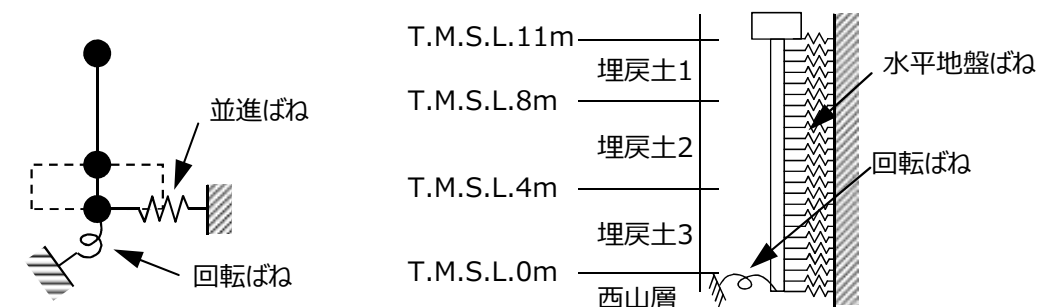 並進ばね
回転ばね
T.M.S.L.11m
埋戻土1
T.M.S.L.8m
埋戻土2
T.M.S.L.4m
埋戻土3
T.M.S.L.0m
西山層
水平地盤ばね
回転ばね